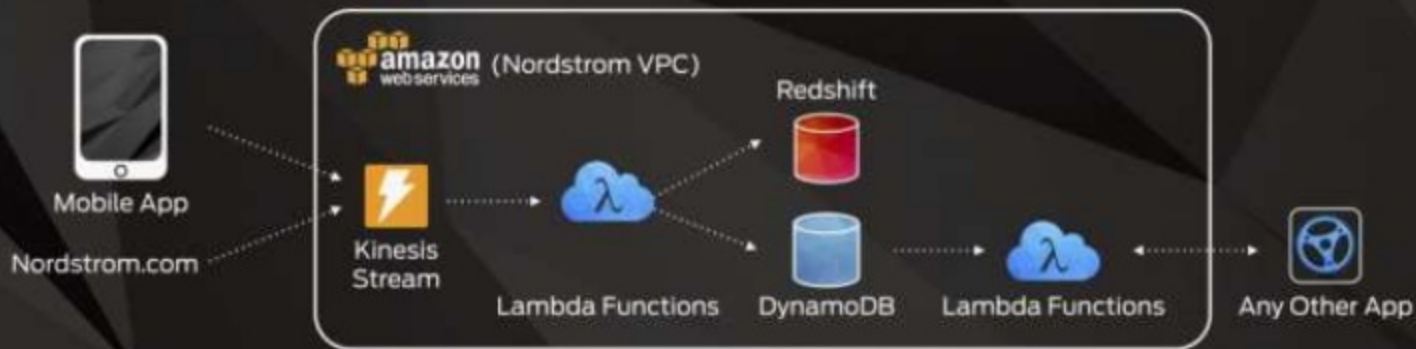 amazon
web services
(Nordstrom VPC)
Redshift
Mobile App
Nordstrom.com
Kinesis
Stream
λ
Lambda Functions
DynamoDB
λ
Lambda Functions
Any Other App